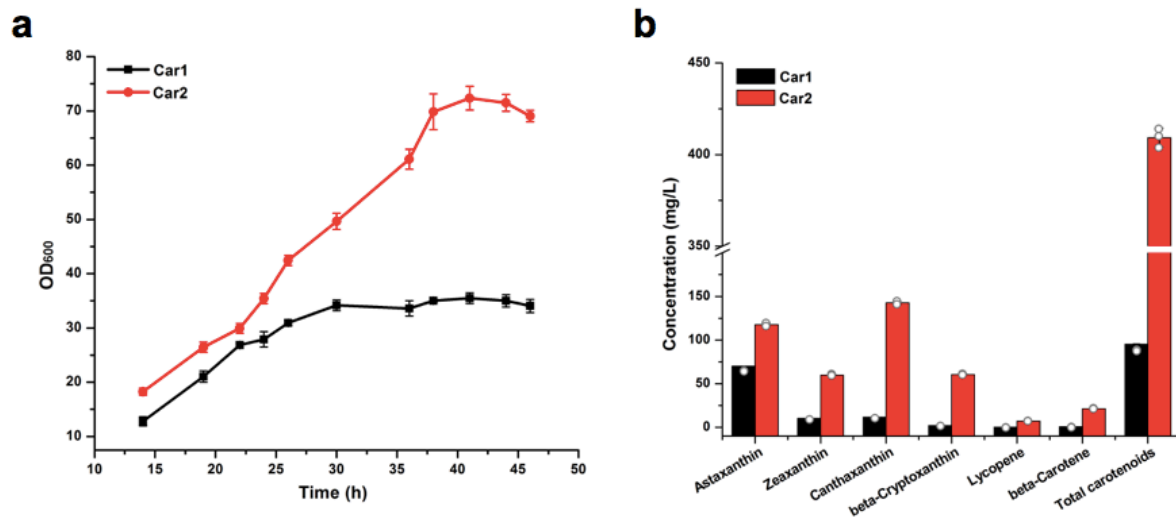 a
80
70
60
50
40
30
20
10
OD600
Car1
Car2
10 15 20 25 30 35 40 45 50
Time (h)
b
450
400
350
150
100
50
0
Concentration (mg/L)
Car1
Car2
Astaxanthin
Zeaxanthin
Canthaxanthin
beta-Cryptoxanthin
Lycopene
beta-Carotene
Total carotenoids